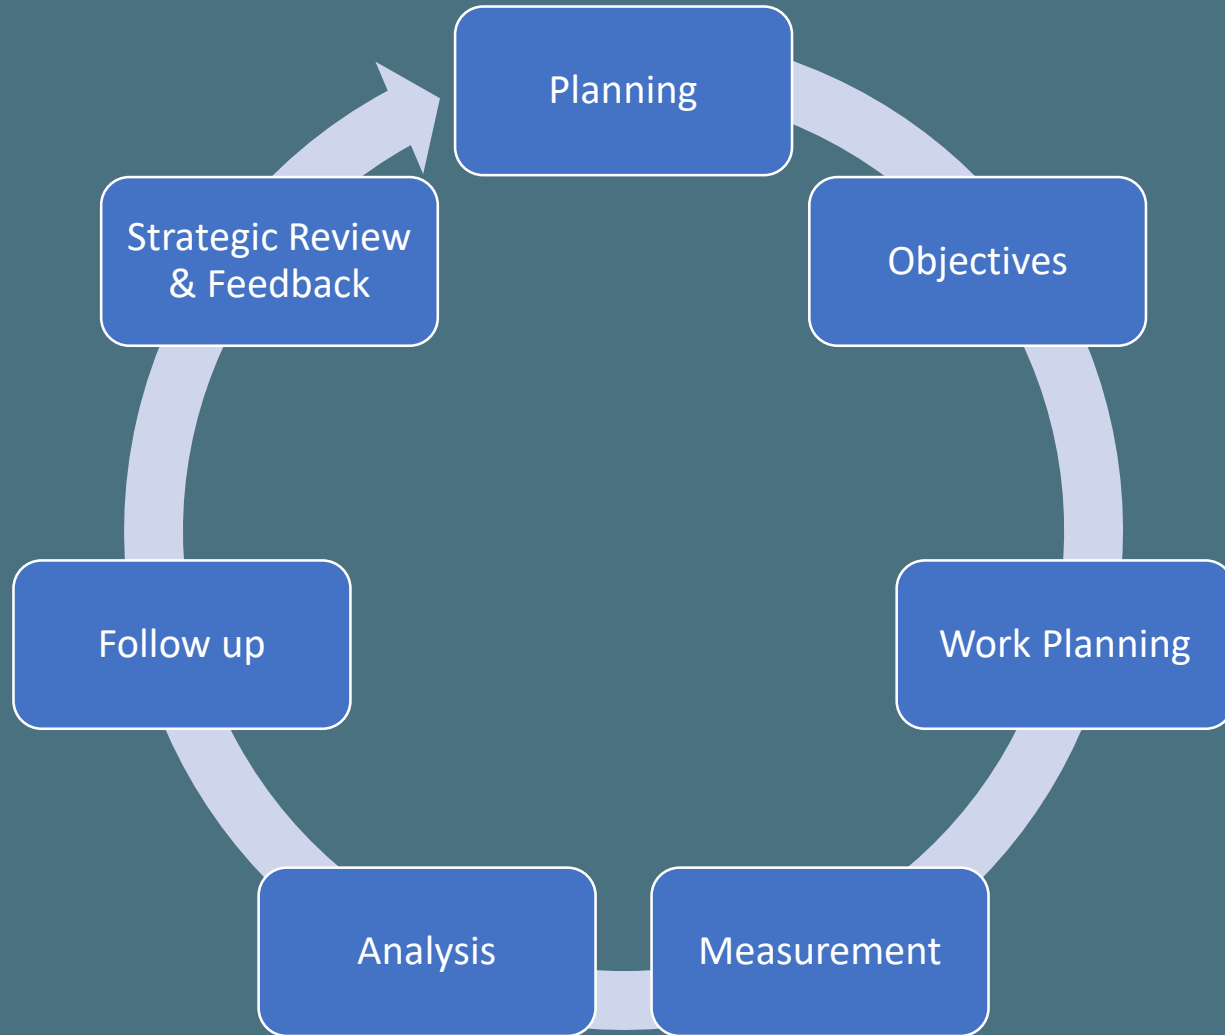 Planning
Objectives
Work Planning
Measurement
Analysis
Follow up
Strategic Review
& Feedback